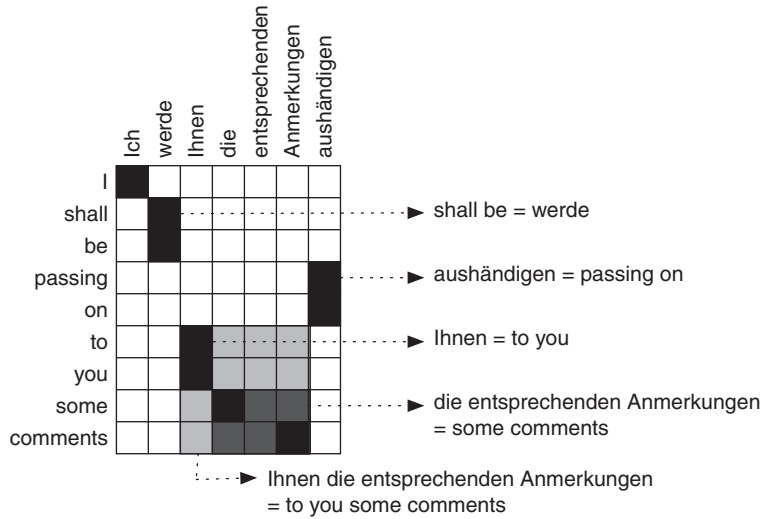 Ich
werde
Ihnen
die
entsprechenden
Anmerkungen
aushändigen
I
shall
be
passing
on
to
you
some
comments
shall be = werde
aushändigen = passing on
Ihnen = to you
die entsprechenden Anmerkungen
= some comments
Ihnen die entsprechenden Anmerkungen
= to you some comments